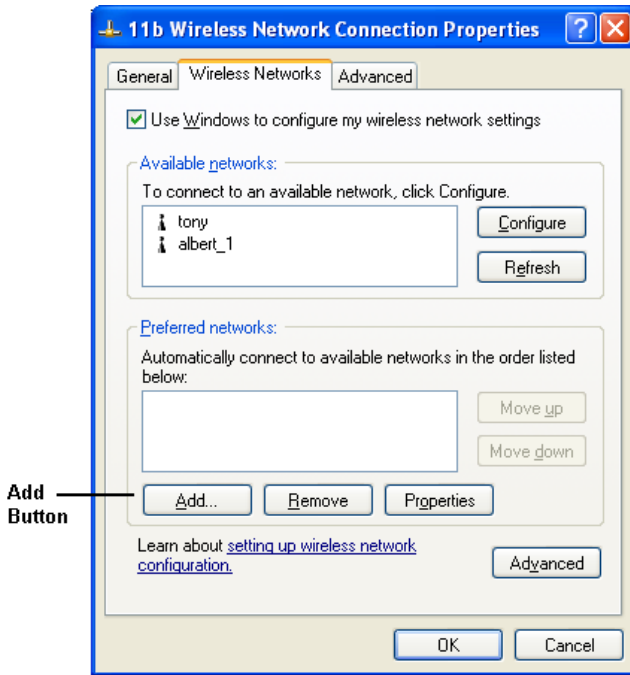 11b Wireless Network Connection Properties
?
General
Wireless Networks
Advanced
Use Windows to configure my wireless network settings
Available networks:
To connect to an available network, click Configure.
tony
albert_1
Configure
Refresh
Preferred networks:
Automatically connect to available networks in the order listed
below:
Move up
Move down
Add
Button
Add...
Remove
Properties
Learn about setting up wireless network
configuration.
Advanced
OK
Cancel